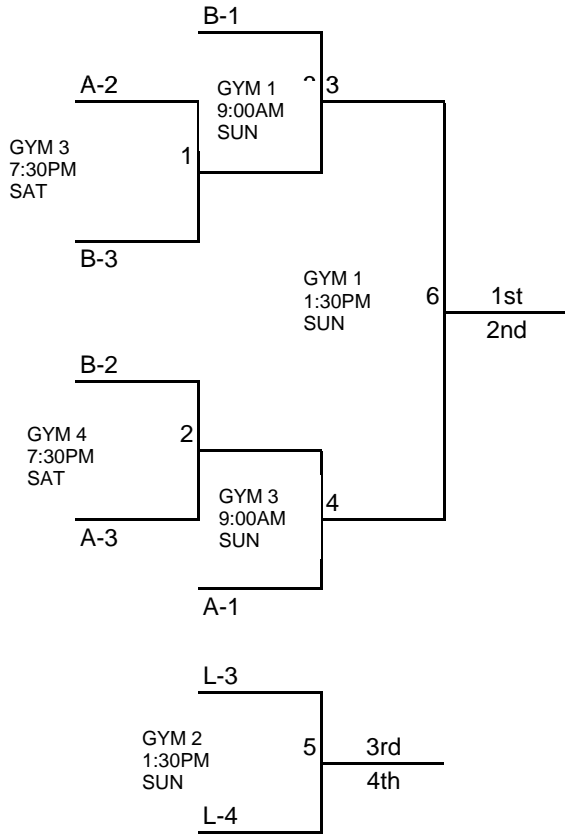 B-1
A-2
GYM 1
9:00AM
SUN
3
GYM 3
7:30PM
SAT
1
B-3
GYM 1
1:30PM
SUN
6
1st
2nd
B-2
GYM 4
7:30PM
SAT
2
GYM 3
9:00AM
SUN
4
A-3
A-1
L-3
GYM 2
1:30PM
SUN
5
3rd
4th
L-4